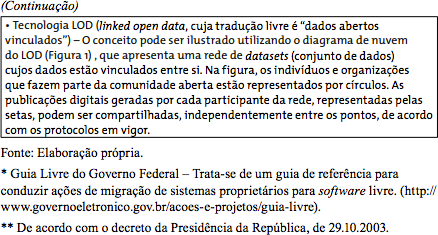 (Continuação)
• Tecnologia LOD (linked open data, cuja tradução livre é “dados abertos
vinculados”) – O conceito pode ser ilustrado utilizando o diagrama de nuvem
do LOD (Figura 1) , que apresenta uma rede de datasets (conjunto de dados)
cujos dados estão vinculados entre si. Na figura, os indivíduos e organizações
que fazem parte da comunidade aberta estão representados por círculos. As
publicações digitais geradas por cada participante da rede, representadas pelas
setas, podem ser compartilhadas, independentemente entre os pontos, de acordo
com os protocolos em vigor.
Fonte: Elaboração própria.
* Guia Livre do Governo Federal – Trata-se de um guia de referência para
conduzir ações de migração de sistemas proprietários para software livre. (http://
www.governoeletronico.gov.br/acoes-e-projetos/guia-livre).
** De acordo com o decreto da Presidência da República, de 29.10.2003.